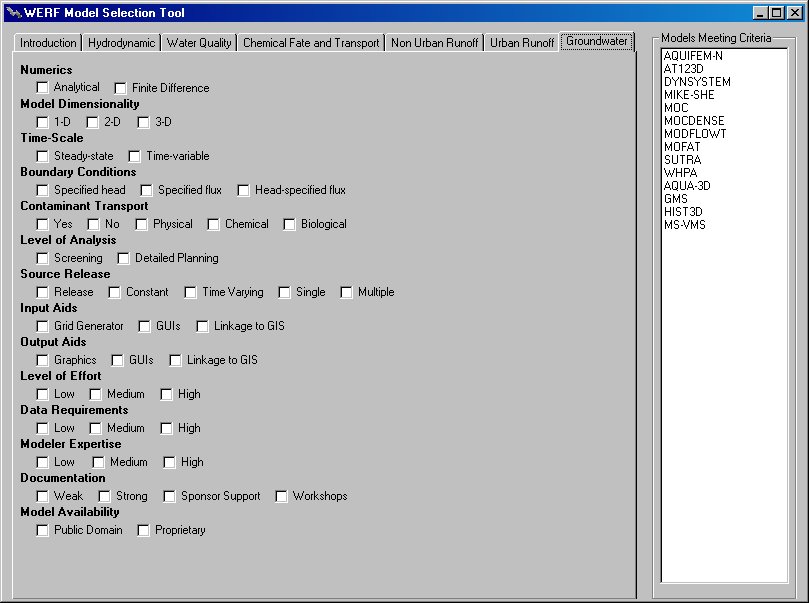 WERF Model Selection Tool
Introduction Hydrodynamic Water Quality Chemical Fate and Transport Non Urban Runoff Urban Runoff Groundwater
Numerics
Analytical Finite Difference
Model Dimensionality
1-D 2-D 3-D
Time-Scale
Steady-state Time-variable
Boundary Conditions
Specified head Specified flux Head-specified flux
Contaminant Transport
Yes No Physical Chemical Biological
Level of Analysis
Screening Detailed Planning
Source Release
Release Constant Time Varying Single Multiple
Input Aids
Grid Generator GUIs Linkage to GIS
Output Aids
Graphics GUIs Linkage to GIS
Level of Effort
Low Medium High
Data Requirements
Low Medium High
Modeler Expertise
Low Medium High
Documentation
Weak Strong Sponsor Support Workshops
Model Availability
Public Domain Proprietary
Models Meeting Criteria
AQUIFEM-N
AT123D
DYNSYSTEM
MIKE-SHE
MOC
MOCDENSE
MODFLOWT
MOFAT
SUTRA
WHPA
AQUA-3D
GMS
HIST3D
MS-VMS